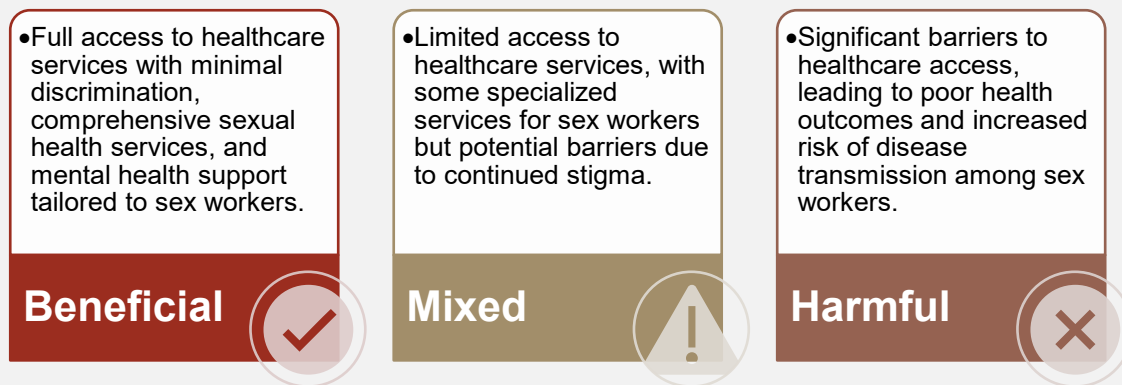 •Full access to healthcare
services with minimal
discrimination,
comprehensive sexual
health services, and
mental health support
tailored to sex workers.
Beneficial
•Limited access to
healthcare services, with
some specialized
services for sex workers
but potential barriers due
to continued stigma.
Mixed
•Significant barriers to
healthcare access,
leading to poor health
outcomes and increased
risk of disease
transmission among sex
workers.
Harmful